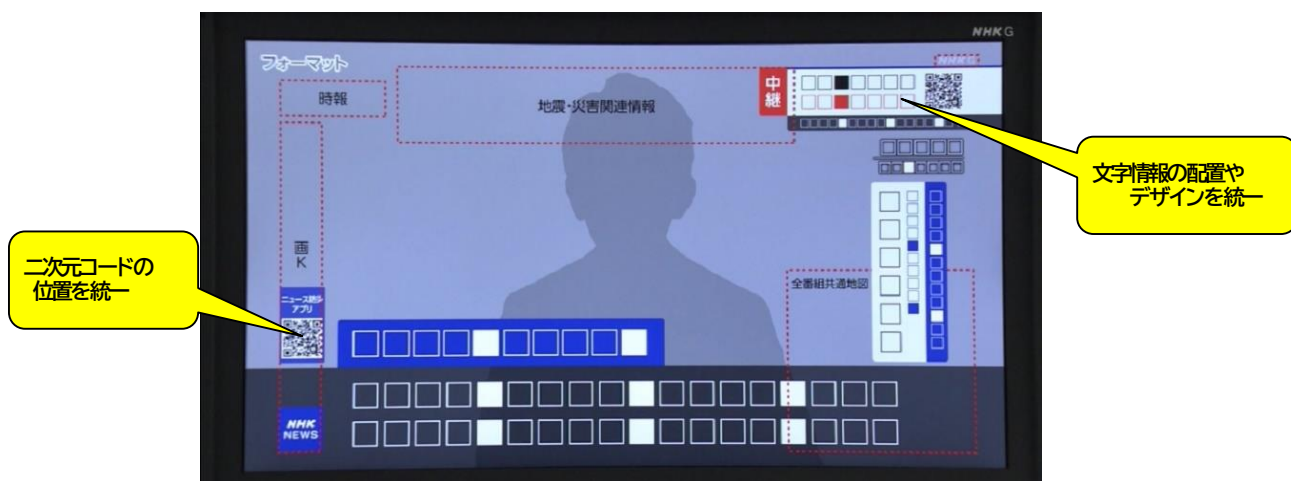 NHK G
フォーマット
NHK G
時報
地震・災害関連情報
中継
文字情報の配置や
デザインを統一
画K
二次元コードの
位置を統一
全番組共通地図
ニュース防災
アプリ
NHK
NEWS